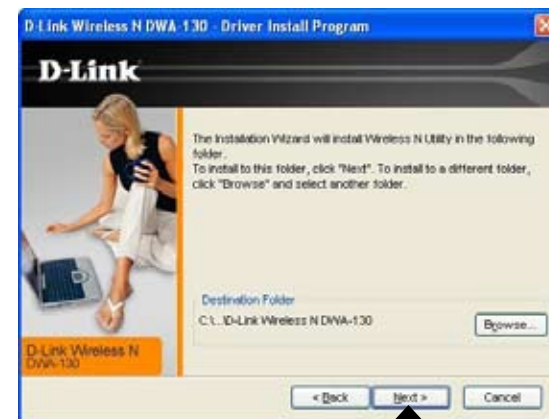 D-Link Wireless N DWA-130 - Driver Install Program
D-Link
The Installation Wizard will install Wireless N Utility in the following
folder.
To install to this folder, click "Next". To install to a different folder,
click "Browse" and select another folder.
Destination Folder
C:\...\D-Link Wireless N DWA-130
Browse...
D-Link Wireless N
DWA-130
< Back
Next >
Cancel